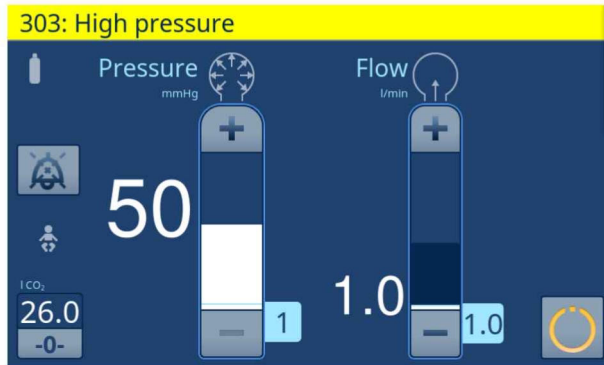 303: High pressure
Pressure
mmHg
Flow
l/min
+
+
50
1.0
1
1.0
I CO₂
26.0
-0-
−
−